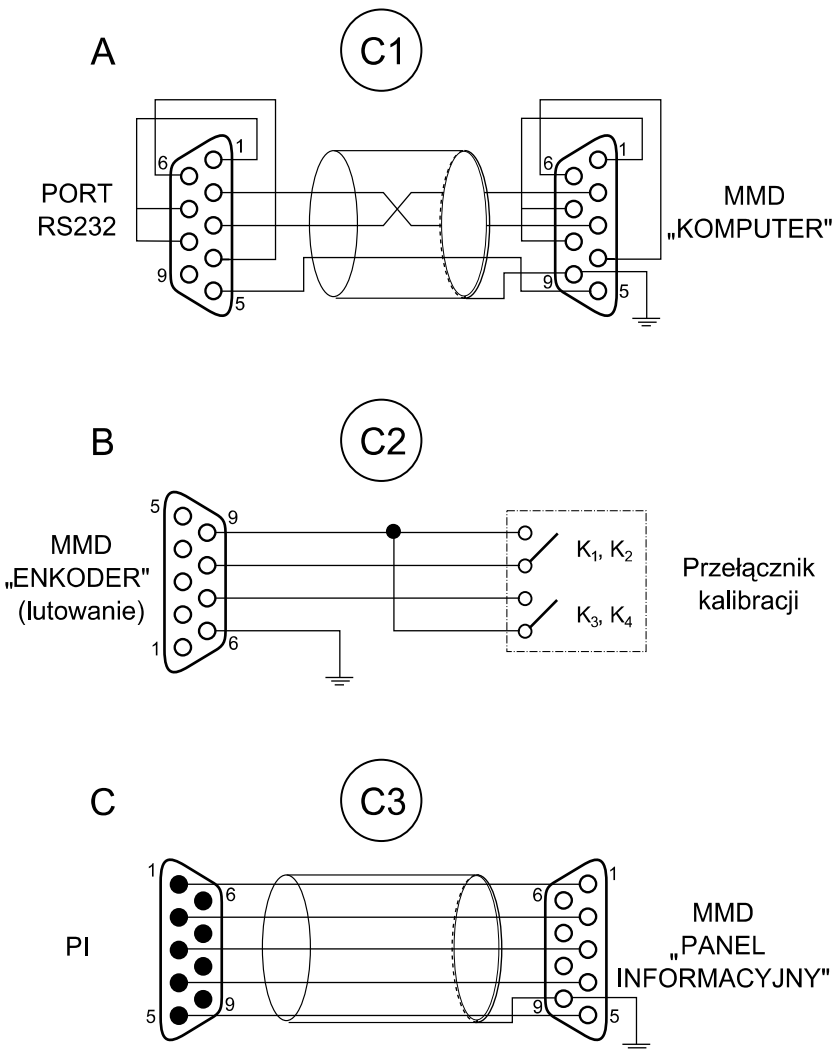 A
C1
6
1
PORT
RS232
9
5
6
1
MMD
„KOMPUTER"
9
5
B
C2
5
9
MMD
„ENKODER"
(lutowanie)
1
6
K1, K2
K3, K4
Przełącznik
kalibracji
C
C3
1
6
PI
5
9
6
1
MMD
„PANEL
INFORMACYJNY"
9
5